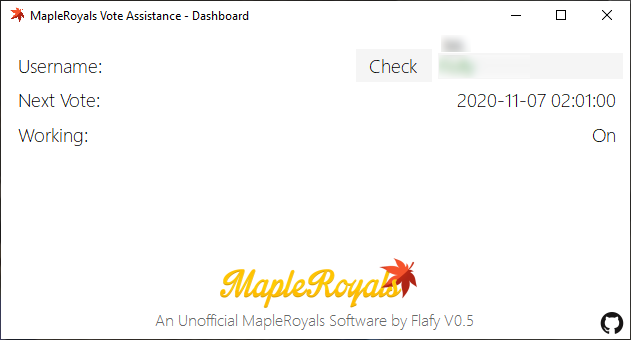 MapleRoyals Vote Assistance - Dashboard
Username: Check
Next Vote: 2020-11-07 02:01:00
Working: On
MapleRoyals
An Unofficial MapleRoyals Software by Flafy V0.5